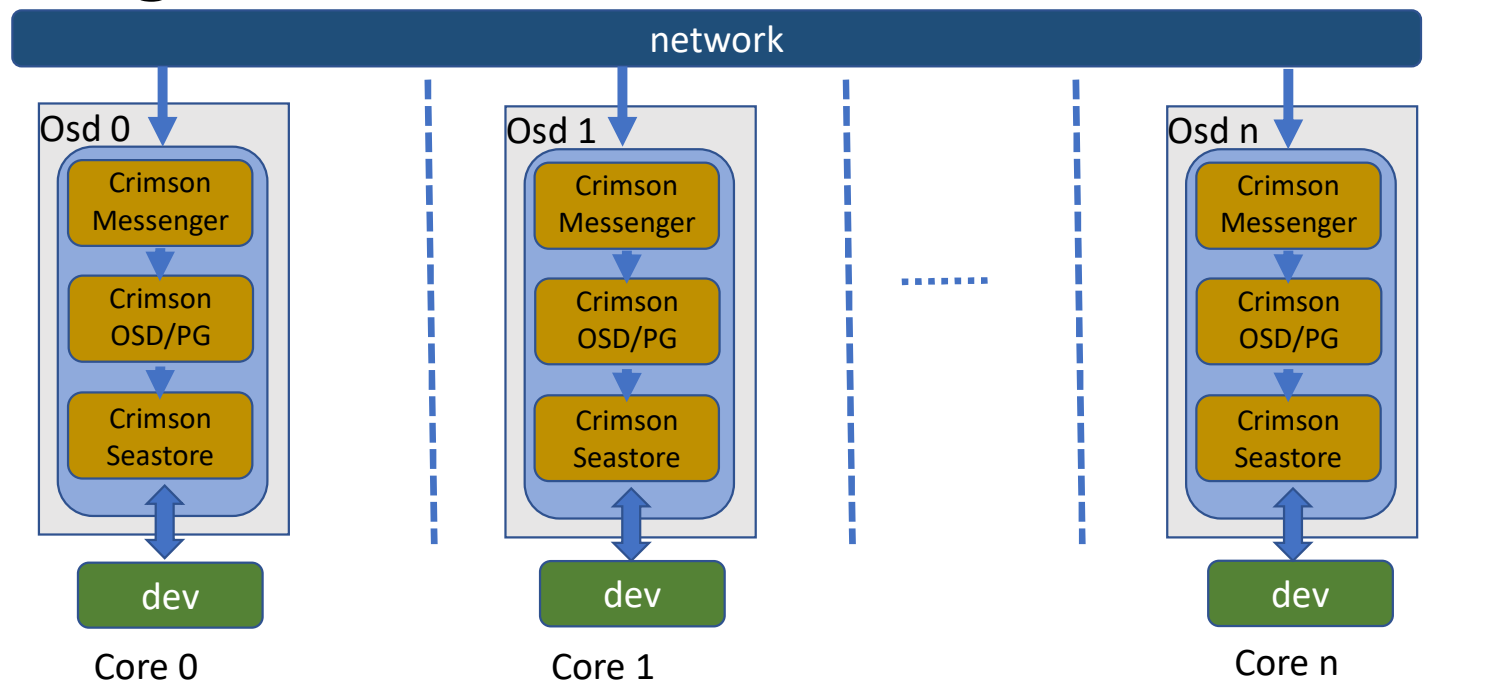 network
Osd 0
Crimson
Messenger
Crimson
OSD/PG
Crimson
Seastore
dev
Core 0
Osd 1
Crimson
Messenger
Crimson
OSD/PG
Crimson
Seastore
dev
Core 1
Osd n
Crimson
Messenger
Crimson
OSD/PG
Crimson
Seastore
dev
Core n